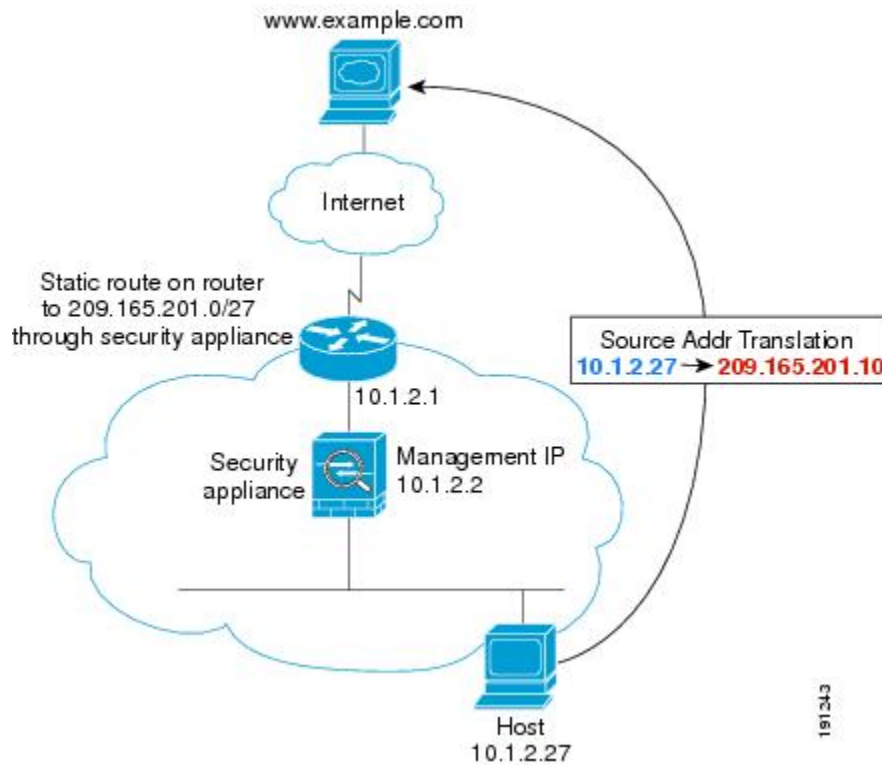 www.example.com
Internet
Static route on router
to 209.165.201.0/27
through security appliance
Source Addr Translation
10.1.2.27 → 209.165.201.10
10.1.2.1
Security
appliance
Management IP
10.1.2.2
Host
10.1.2.27
191243